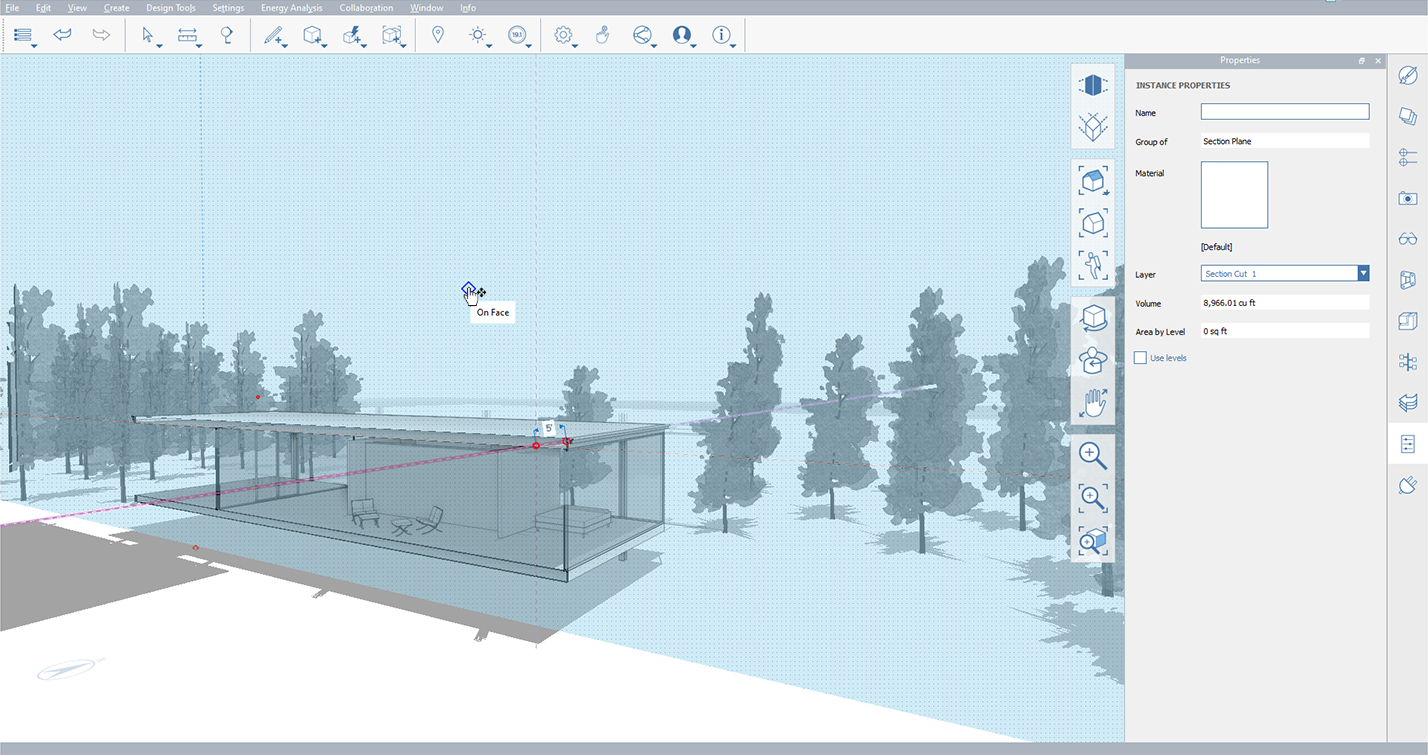 File Edit View Create Design Tools Settings Energy Analysis Collaboration Window Info
193
Properties
INSTANCE PROPERTIES
Name
Group of Section Plane
Material
[Default]
Layer Section Cut 1
Volume 8,966.01 cu ft
Area by Level 0 sq ft
Use levels
On Face
5'